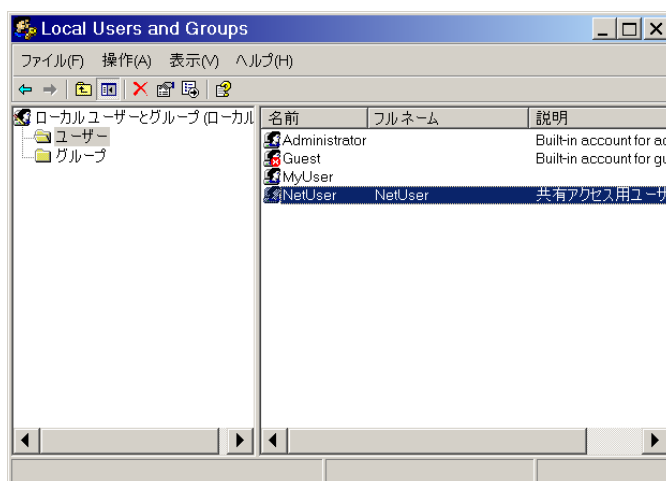 Local Users and Groups
ファイル(F) 操作(A) 表示(V) ヘルプ(H)
ローカル ユーザーとグループ (ローカル
ユーザー
グループ
名前 フル ネーム 説明
Administrator Built-in account for ad
Guest Built-in account for gu
MyUser
NetUser NetUser 共有アクセス用ユーザ